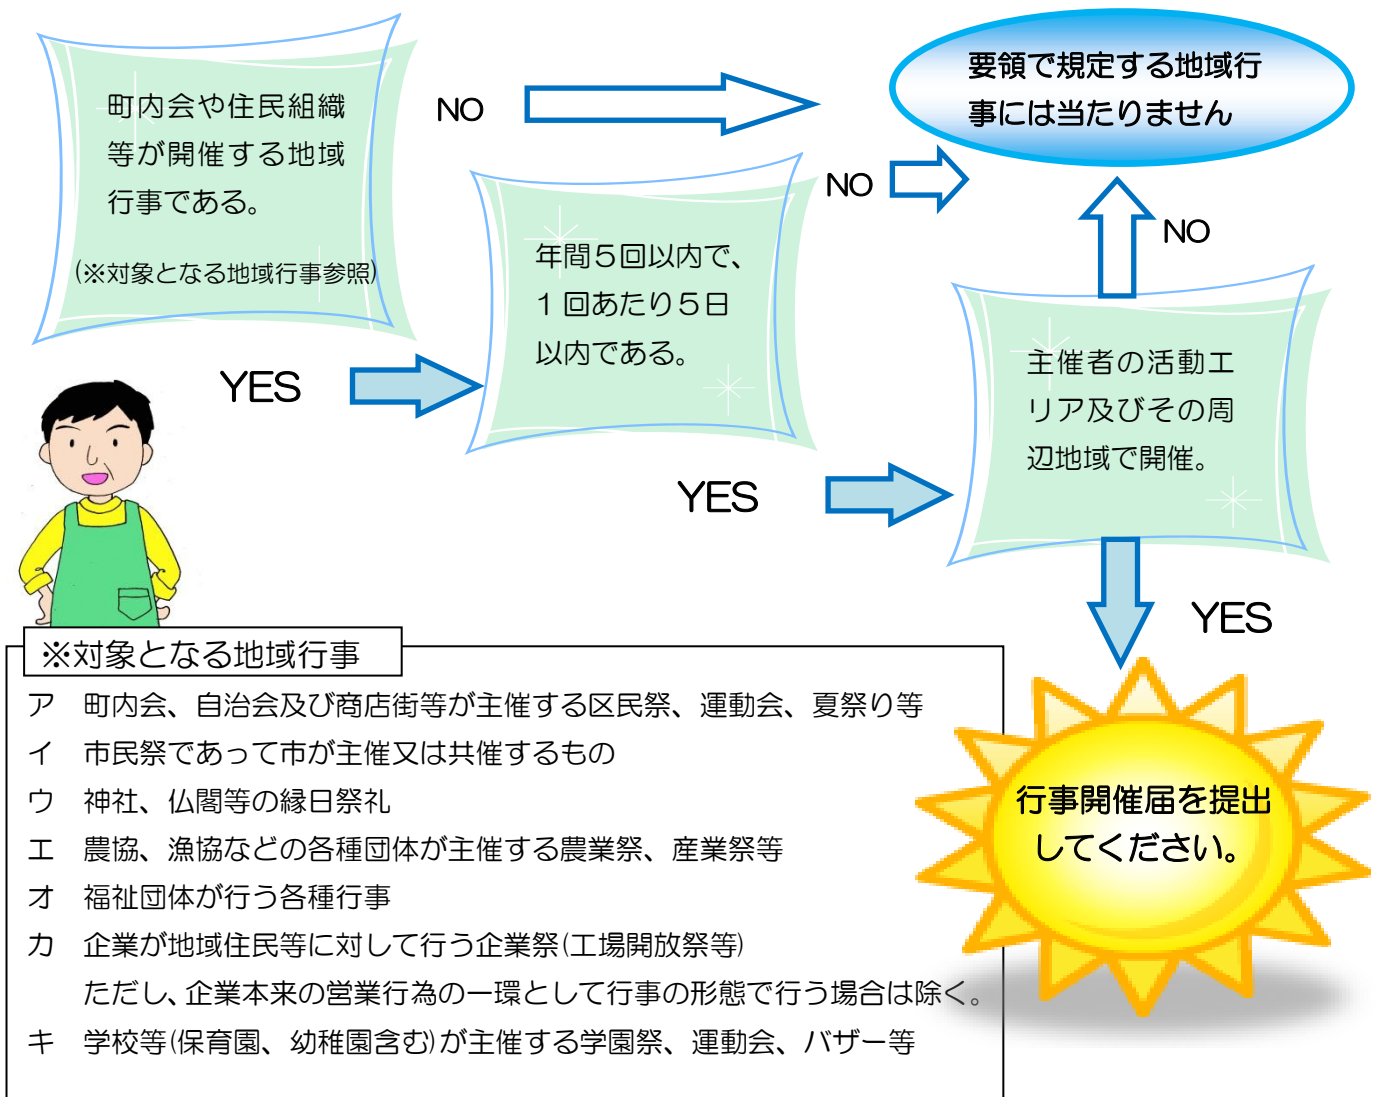 町内会や住民組織
等が開催する地域
行事である。
(※対象となる地域行事参照)
NO
要領で規定する地域行
事には当たりません
YES
年間５回以内で、
１回あたり５日
以内である。
NO
YES
主催者の活動エ
リア及びその周
辺地域で開催。
NO
YES
行事開催届を提出
してください。
※対象となる地域行事
ア　町内会、自治会及び商店街等が主催する区民祭、運動会、夏祭り等
イ　市民祭であって市が主催又は共催するもの
ウ　神社、仏閣等の縁日祭礼
エ　農協、漁協などの各種団体が主催する農業祭、産業祭等
オ　福祉団体が行う各種行事
カ　企業が地域住民等に対して行う企業祭(工場開放祭等)
ただし、企業本来の営業行為の一環として行事の形態で行う場合は除く。
キ　学校等(保育園、幼稚園含む)が主催する学園祭、運動会、バザー等